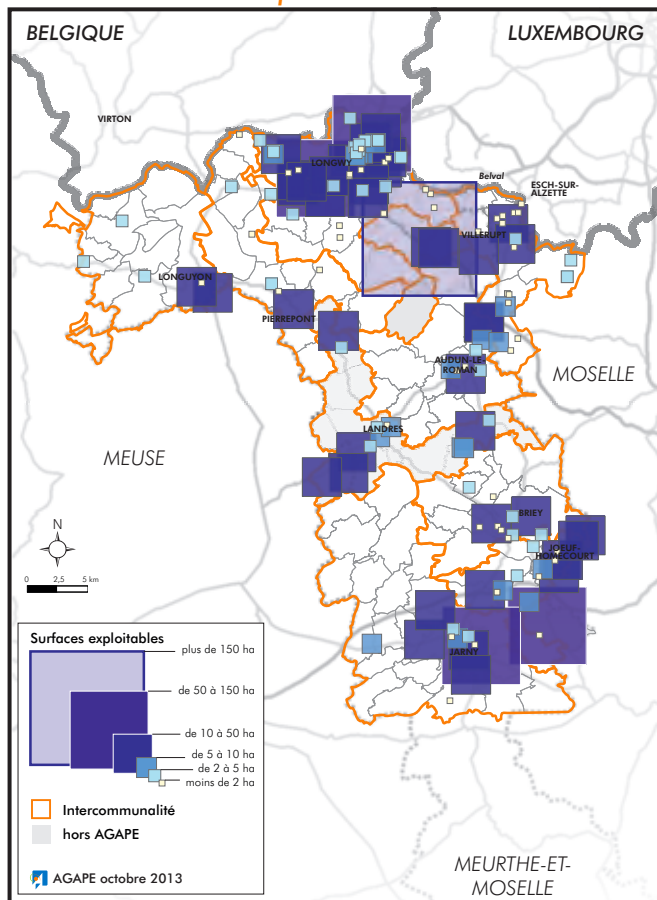 BELGIQUE
LUXEMBOURG
VIRTON
LONGWY
Belval
ESCH-SUR-
ALZETTE
VILLERUPT
LONGUYON
PIERREPONT
AUDUN-LE-
ROMAN
MOSELLE
LANDRES
MEUSE
BRIEY
N
JOEUF-
HOMECOURT
0 2,5 5 km
Surfaces exploitables
plus de 150 ha
JARNY
de 50 à 150 ha
de 10 à 50 ha
de 5 à 10 ha
de 2 à 5 ha
moins de 2 ha
Intercommunalité
hors AGAPE
AGAPE octobre 2013
MEURTHE-ET-
MOSELLE